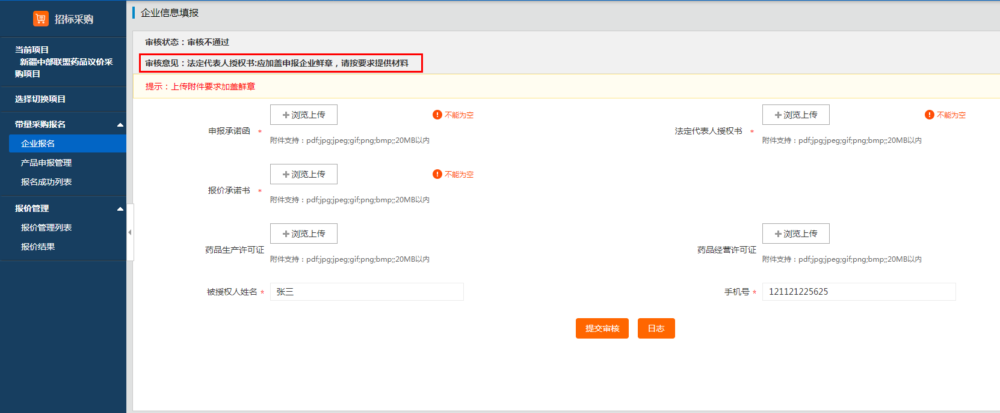 招标采购
当前项目
新疆中部联盟药品议价采
购项目
选择切换项目
带量采购报名
企业报名
产品申报管理
报名成功列表
报价管理
报价管理列表
报价结果
企业信息填报
审核状态：审核不通过
审核意见：法定代表人授权书:应加盖申报企业鲜章，请按要求提供材料
提示：上传附件要求加盖鲜章
申报承诺函 *
+浏览上传
不能为空
附件支持：pdf;jpg;jpeg;gif;png;bmp;;20MB以内
法定代表人授权书 *
+浏览上传
不能为空
附件支持：pdf;jpg;jpeg;gif;png;bmp;;20MB以内
报价承诺书 *
+浏览上传
不能为空
附件支持：pdf;jpg;jpeg;gif;png;bmp;;20MB以内
药品生产许可证
+浏览上传
附件支持：pdf;jpg;jpeg;gif;png;bmp;;20MB以内
药品经营许可证
+浏览上传
附件支持：pdf;jpg;jpeg;gif;png;bmp;;20MB以内
被授权人姓名 * 张三
手机号 * 121121225625
提交审核
日志